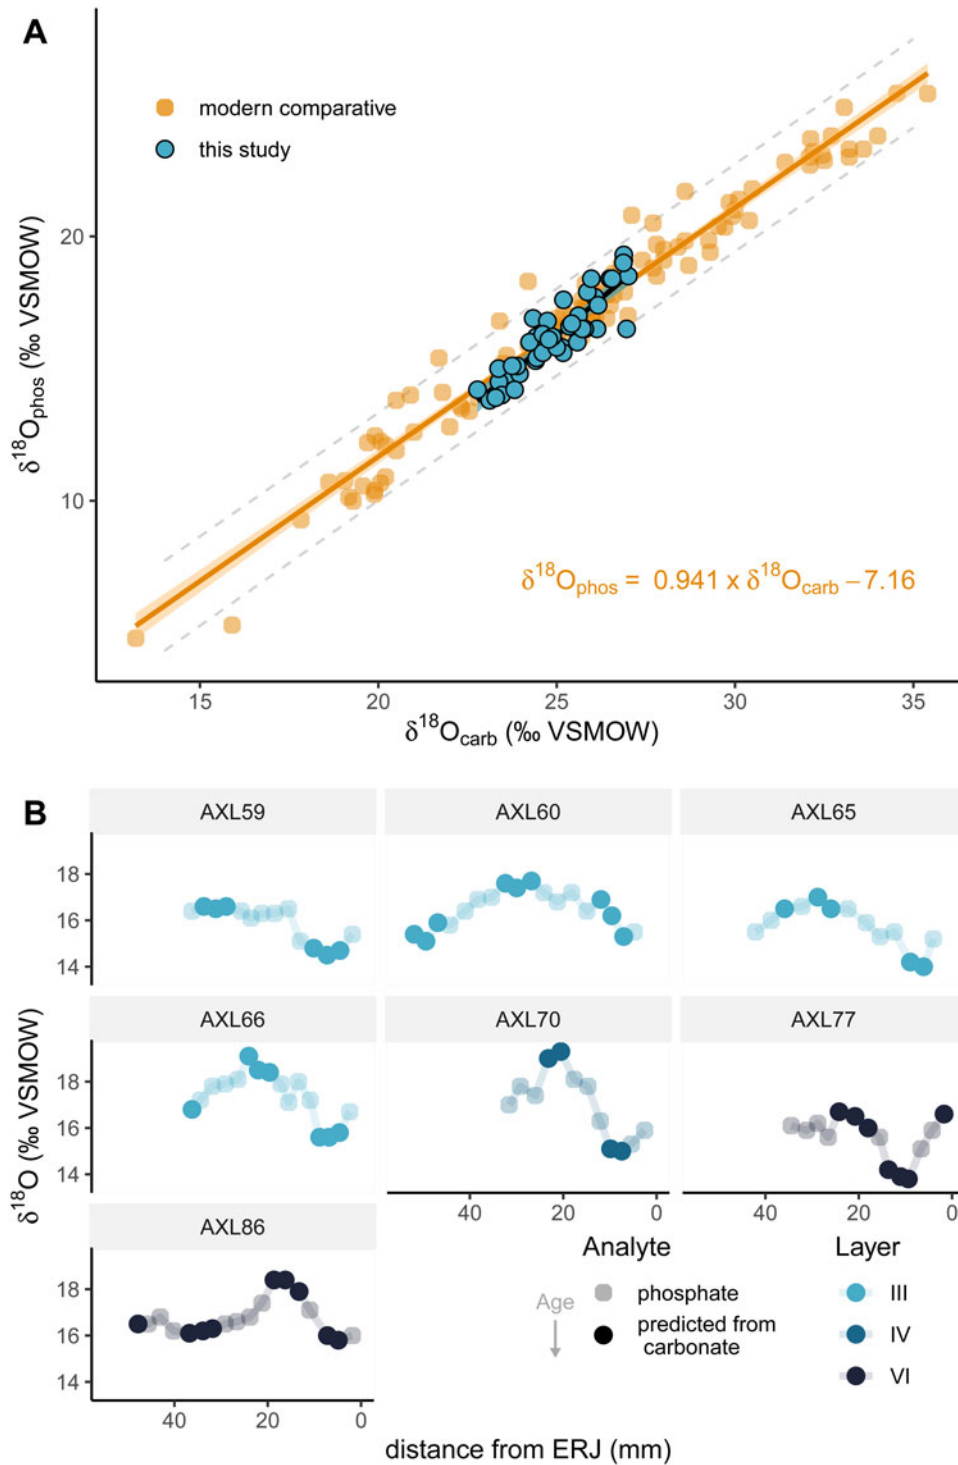 A
modern comparative
this study
δ18Ophos (‰ VSMOW)
20
10
δ18Ophos = 0.941 x δ18Ocarb − 7.16
15
20
25
30
35
δ18Ocarb (‰ VSMOW)
B
AXL59
AXL60
AXL65
18
16
14
AXL66
AXL70
AXL77
δ18O (‰ VSMOW)
18
16
14
40
20
0
40
20
0
AXL86
18
16
14
40
20
0
Analyte
Layer
Age
phosphate
predicted from
carbonate
III
IV
VI
distance from ERJ (mm)